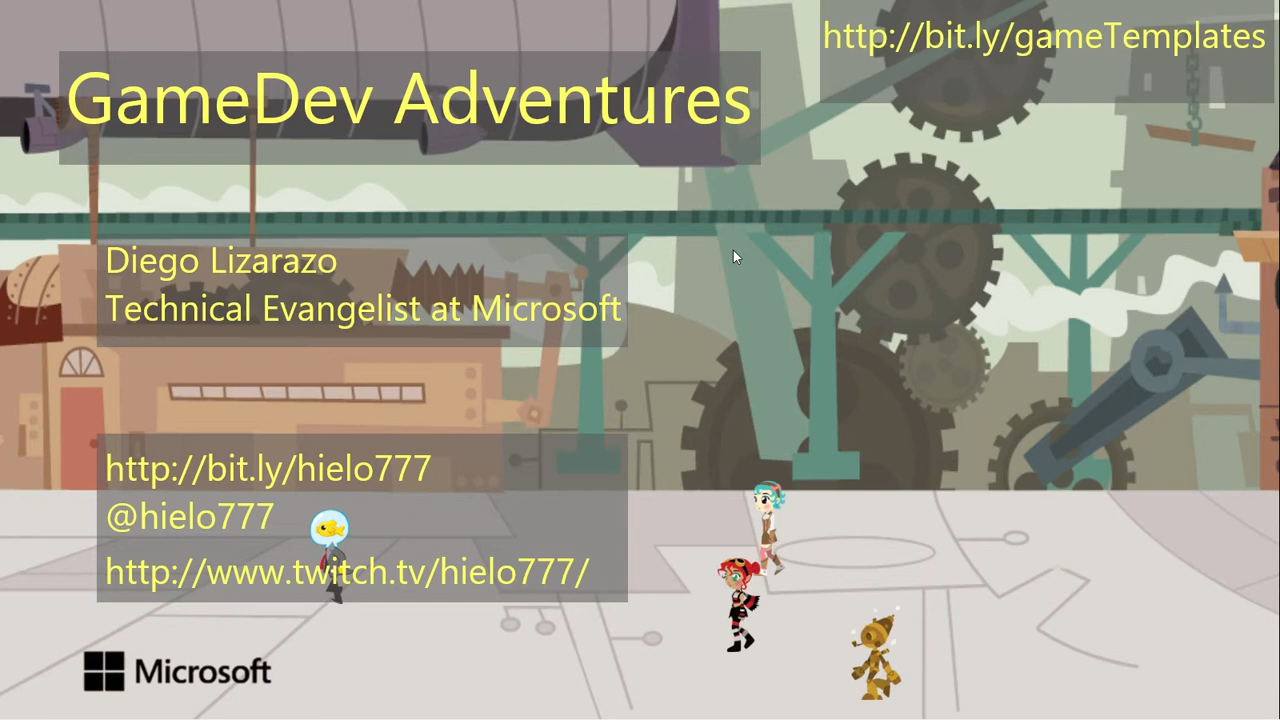 http://bit.ly/gameTemplates
GameDev Adventures
Diego Lizarazo
Technical Evangelist at Microsoft
http://bit.ly/hielo777
@hielo777
http://www.twitch.tv/hielo777/
Microsoft